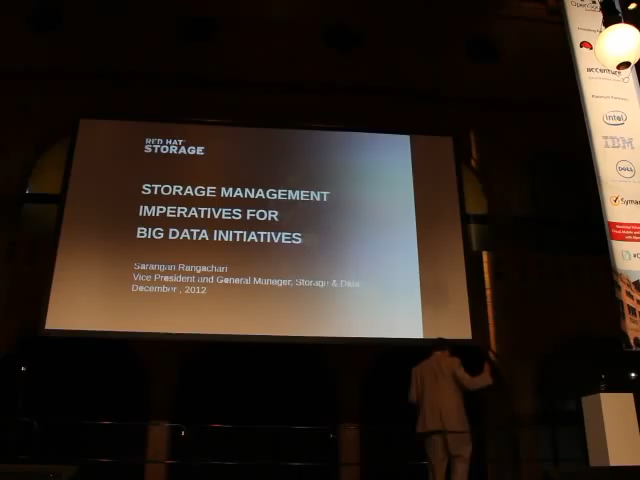 RED HAT
STORAGE
STORAGE MANAGEMENT
IMPERATIVES FOR
BIG DATA INITIATIVES
Sarangan Rangachari
Vice President and General Manager, Storage &
December , 2012
accenture
intel
IBM
DELL